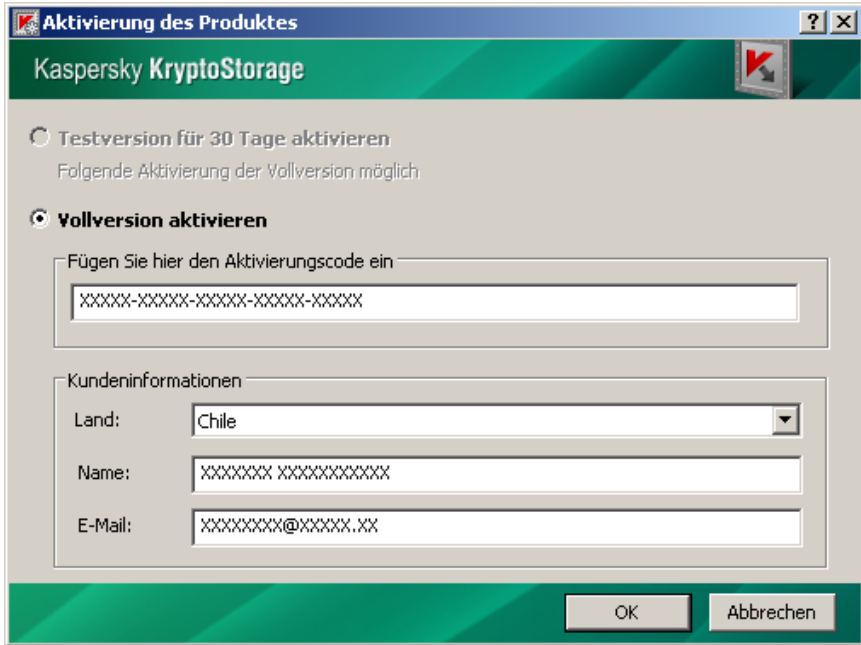 Aktivierung des Produktes
Kaspersky KryptoStorage
Testversion für 30 Tage aktivieren
Folgende Aktivierung der Vollversion möglich
Vollversion aktivieren
Fügen Sie hier den Aktivierungscode ein
XXXXX-XXXXX-XXXXX-XXXXX-XXXXX
Kundeninformationen
Land: Chile
Name: XXXXXXX XXXXXXXXXXX
E-Mail: XXXXXXXX@XXXXX.XX
OK Abbrechen